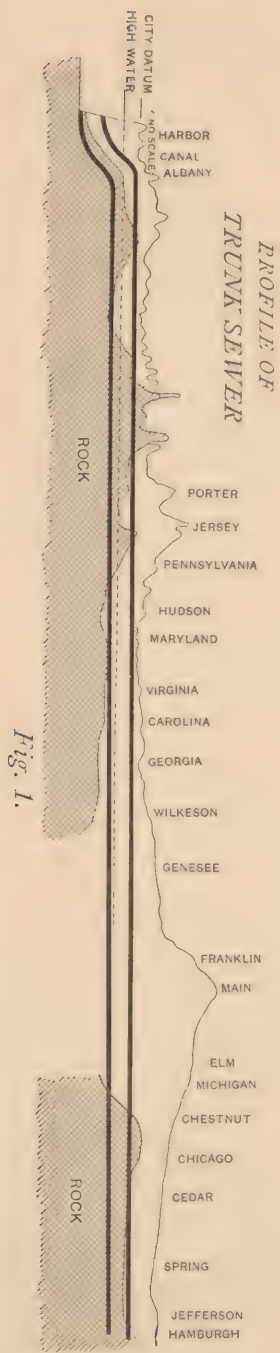 PROFILE OF
TRUNK SEWER
CITY DATUM
HIGH WATER
(NO SCALE)
HARBOR
CANAL
ALBANY
PORTER
JERSEY
PENNSYLVANIA
HUDSON
MARYLAND
VIRGINIA
CAROLINA
GEORGIA
WILKESON
GENESEE
FRANKLIN
MAIN
ELM
MICHIGAN
CHESTNUT
CHICAGO
CEDAR
SPRING
JEFFERSON
HAMBURGH
ROCK
ROCK
Fig. 1.